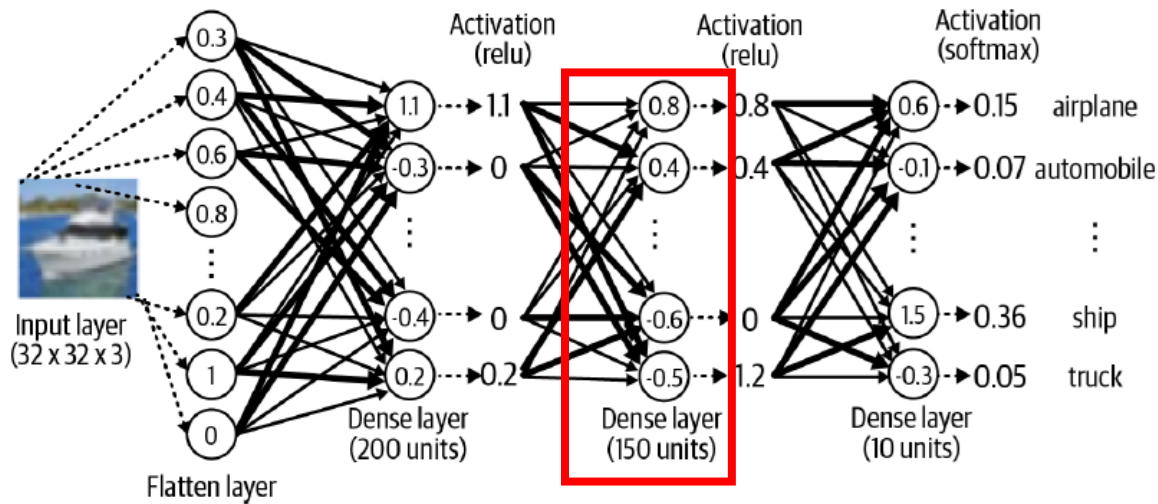 Activation
(relu)
Activation
(relu)
Activation
(softmax)
0.3
0.4
0.6
0.8
⋮
0.2
1
0
1.1
-0.3
⋮
-0.4
0.2
1.1
0
0
0.2
0.8
0.4
⋮
-0.6
-0.5
0.8
0.4
0
1.2
0.6
-0.1
⋮
1.5
-0.3
0.15
0.07
0.36
0.05
airplane
automobile
⋮
ship
truck
Input layer
(32 x 32 x 3)
Flatten layer
Dense layer
(200 units)
Dense layer
(150 units)
Dense layer
(10 units)